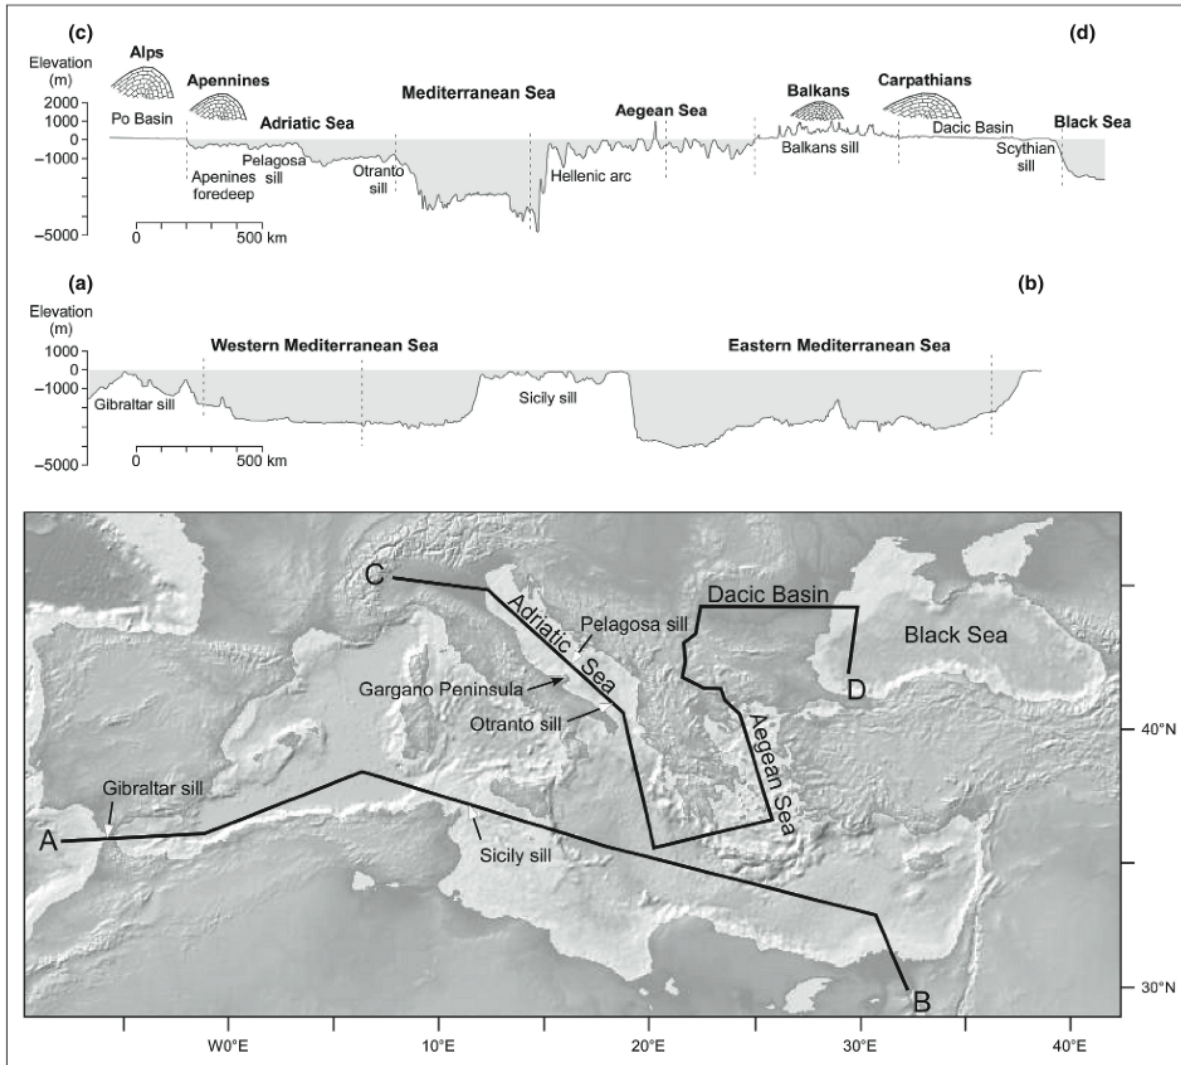 (c)
(d)
Alps
Elevation
(m)
Apennines
Mediterranean Sea
Carpathians
Balkans
2000
1000
0
–1000
–5000
Po Basin
Adriatic Sea
Aegean Sea
Dacic Basin
Black Sea
Pelagosa
sill
Otranto
sill
Hellenic arc
Balkans sill
Scythian
sill
Apenines
foredeep
0
500 km
(a)
(b)
Elevation
(m)
Western Mediterranean Sea
Eastern Mediterranean Sea
1000
0
–1000
–5000
Gibraltar sill
Sicily sill
0
500 km
C
Dacic Basin
Adriatic Sea
Pelagosa sill
Black Sea
Gargano Peninsula
D
Otranto sill
Aegean Sea
40°N
Gibraltar sill
A
Sicily sill
B
30°N
W0°E
10°E
20°E
30°E
40°E